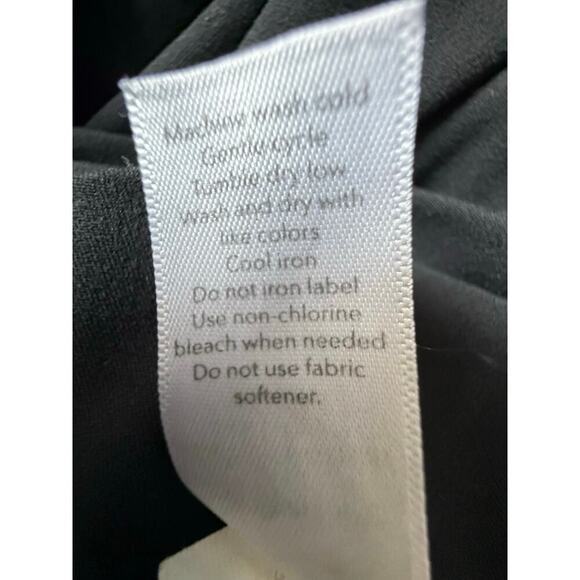 Machine wash cold
Gentle cycle
Tumble dry low
Wash and dry with
like colors
Cool iron
Do not iron label
Use non-chlorine
bleach when needed
Do not use fabric
softener.